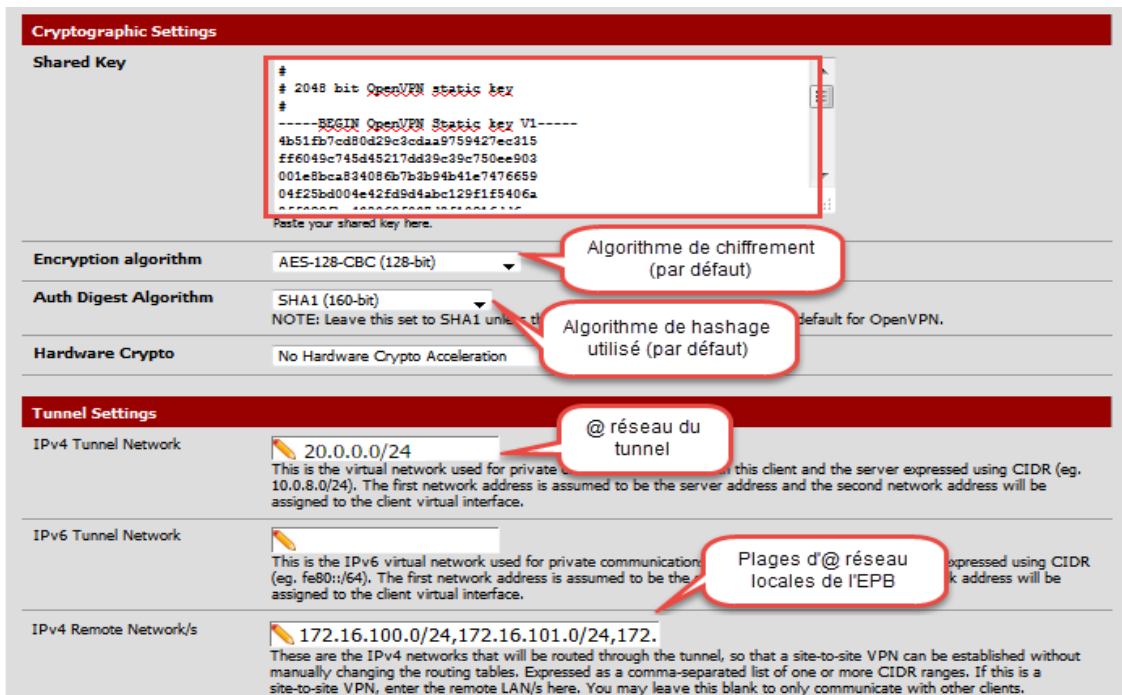 Cryptographic Settings
Shared Key
#
# 2048 bit OpenVPN static key
#
-----BEGIN OpenVPN Static key V1-----
4b51fb7cd80d29c3cdaa9759427ec315
ff6049c745d45217dd39c39c750ee903
001e8bca834086b7b3b94b41e7476659
04f25bd004e42fd9d4abc129f1f5406a
Paste your shared key here.
Encryption algorithm
AES-128-CBC (128-bit)
Algorithme de chiffrement
(par défaut)
Auth Digest Algorithm
SHA1 (160-bit)
NOTE: Leave this set to SHA1 default for OpenVPN.
Algorithme de hashage
utilisé (par défaut)
Hardware Crypto
No Hardware Crypto Acceleration
Tunnel Settings
@ réseau du
tunnel
IPv4 Tunnel Network
20.0.0.0/24
This is the virtual network used for private this client and the server expressed using CIDR (eg.
10.0.8.0/24). The first network address is assumed to be the server address and the second network address will be
assigned to the client virtual interface.
IPv6 Tunnel Network
This is the IPv6 virtual network used for private communications expressed using CIDR
(eg. fe80::/64). The first network address is assumed to be the address will be
assigned to the client virtual interface.
Plages d'@ réseau
locales de l'EPB
IPv4 Remote Network/s
172.16.100.0/24,172.16.101.0/24,172.
These are the IPv4 networks that will be routed through the tunnel, so that a site-to-site VPN can be established without
manually changing the routing tables. Expressed as a comma-separated list of one or more CIDR ranges. If this is a
site-to-site VPN, enter the remote LAN/s here. You may leave this blank to only communicate with other clients.